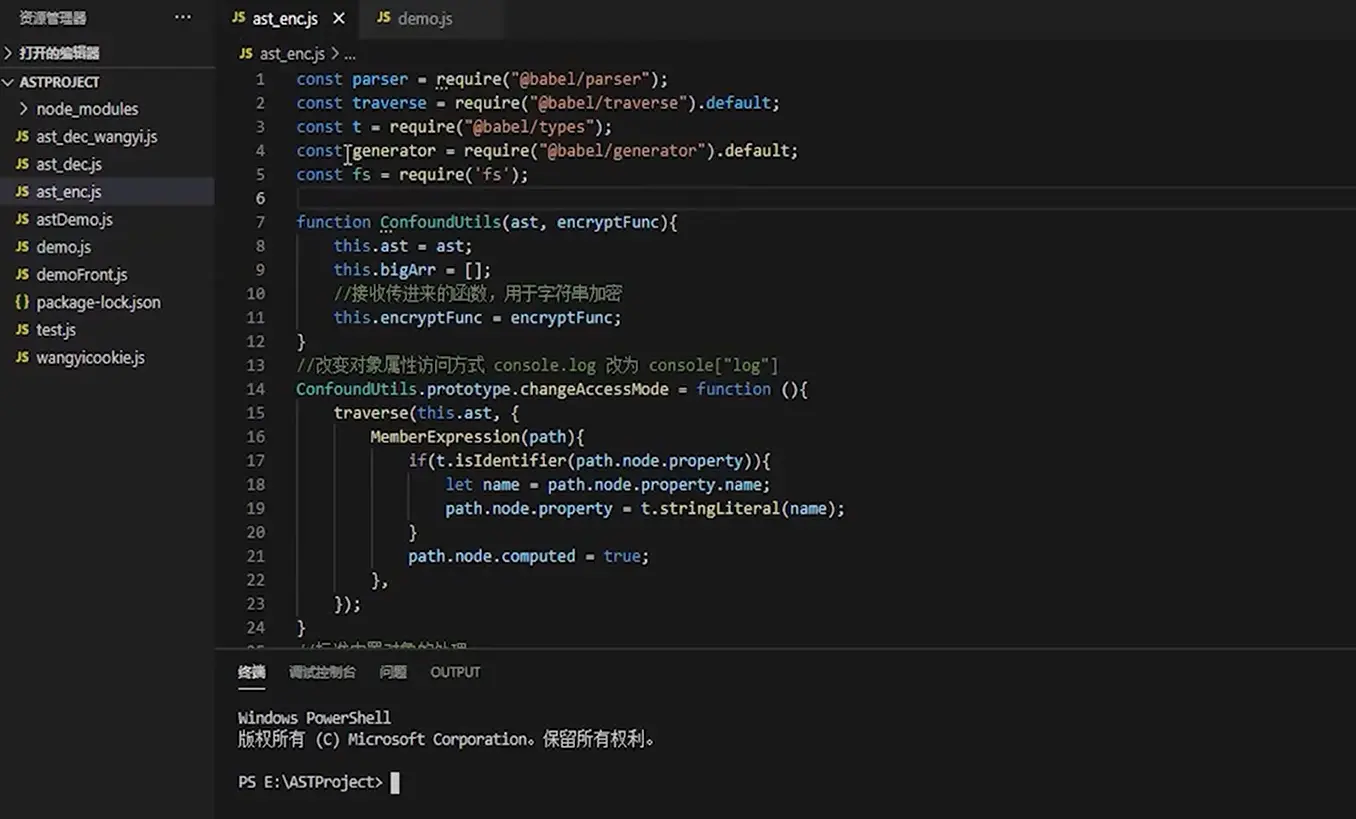 资源管理器 ...
打开的编辑器
ASTPROJECT
node_modules
JS ast_dec_wangyi.js
JS ast_dec.js
JS ast_enc.js
JS astDemo.js
JS demo.js
JS demoFront.js
{} package-lock.json
JS test.js
JS wangyicookie.js
JS ast_enc.js × JS demo.js
JS ast_enc.js > ...
1 const parser = require("@babel/parser");
2 const traverse = require("@babel/traverse").default;
3 const t = require("@babel/types");
4 const generator = require("@babel/generator").default;
5 const fs = require('fs');
6
7 function ConfoundUtils(ast, encryptFunc){
8 this.ast = ast;
9 this.bigArr = [];
10 //接收传进来的函数，用于字符串加密
11 this.encryptFunc = encryptFunc;
12 }
13 //改变对象属性访问方式 console.log 改为 console["log"]
14 ConfoundUtils.prototype.changeAccessMode = function (){
15 traverse(this.ast, {
16 MemberExpression(path){
17 if(t.isIdentifier(path.node.property)){
18 let name = path.node.property.name;
19 path.node.property = t.stringLiteral(name);
20 }
21 path.node.computed = true;
22 },
23 });
24 }
25 //标准内置对象的处理
终端 调试控制台 问题 OUTPUT
Windows PowerShell
版权所有 (C) Microsoft Corporation。保留所有权利。
PS E:\ASTProject>